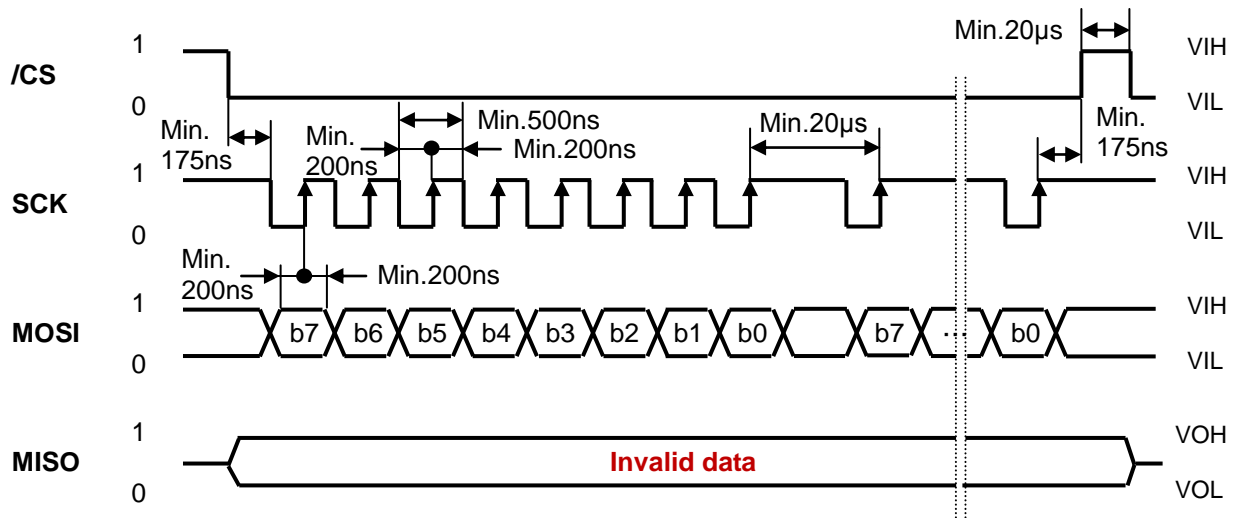 Min.20µs
1
VIH
/CS
0
VIL
Min.
175ns
Min.
200ns
Min.500ns
Min.200ns
Min.20µs
Min.
175ns
1
VIH
SCK
0
VIL
Min.
200ns
Min.200ns
1
VIH
MOSI
b7 b6 b5 b4 b3 b2 b1 b0 b7 ... b0
0
VIL
1
VOH
MISO
Invalid data
0
VOL